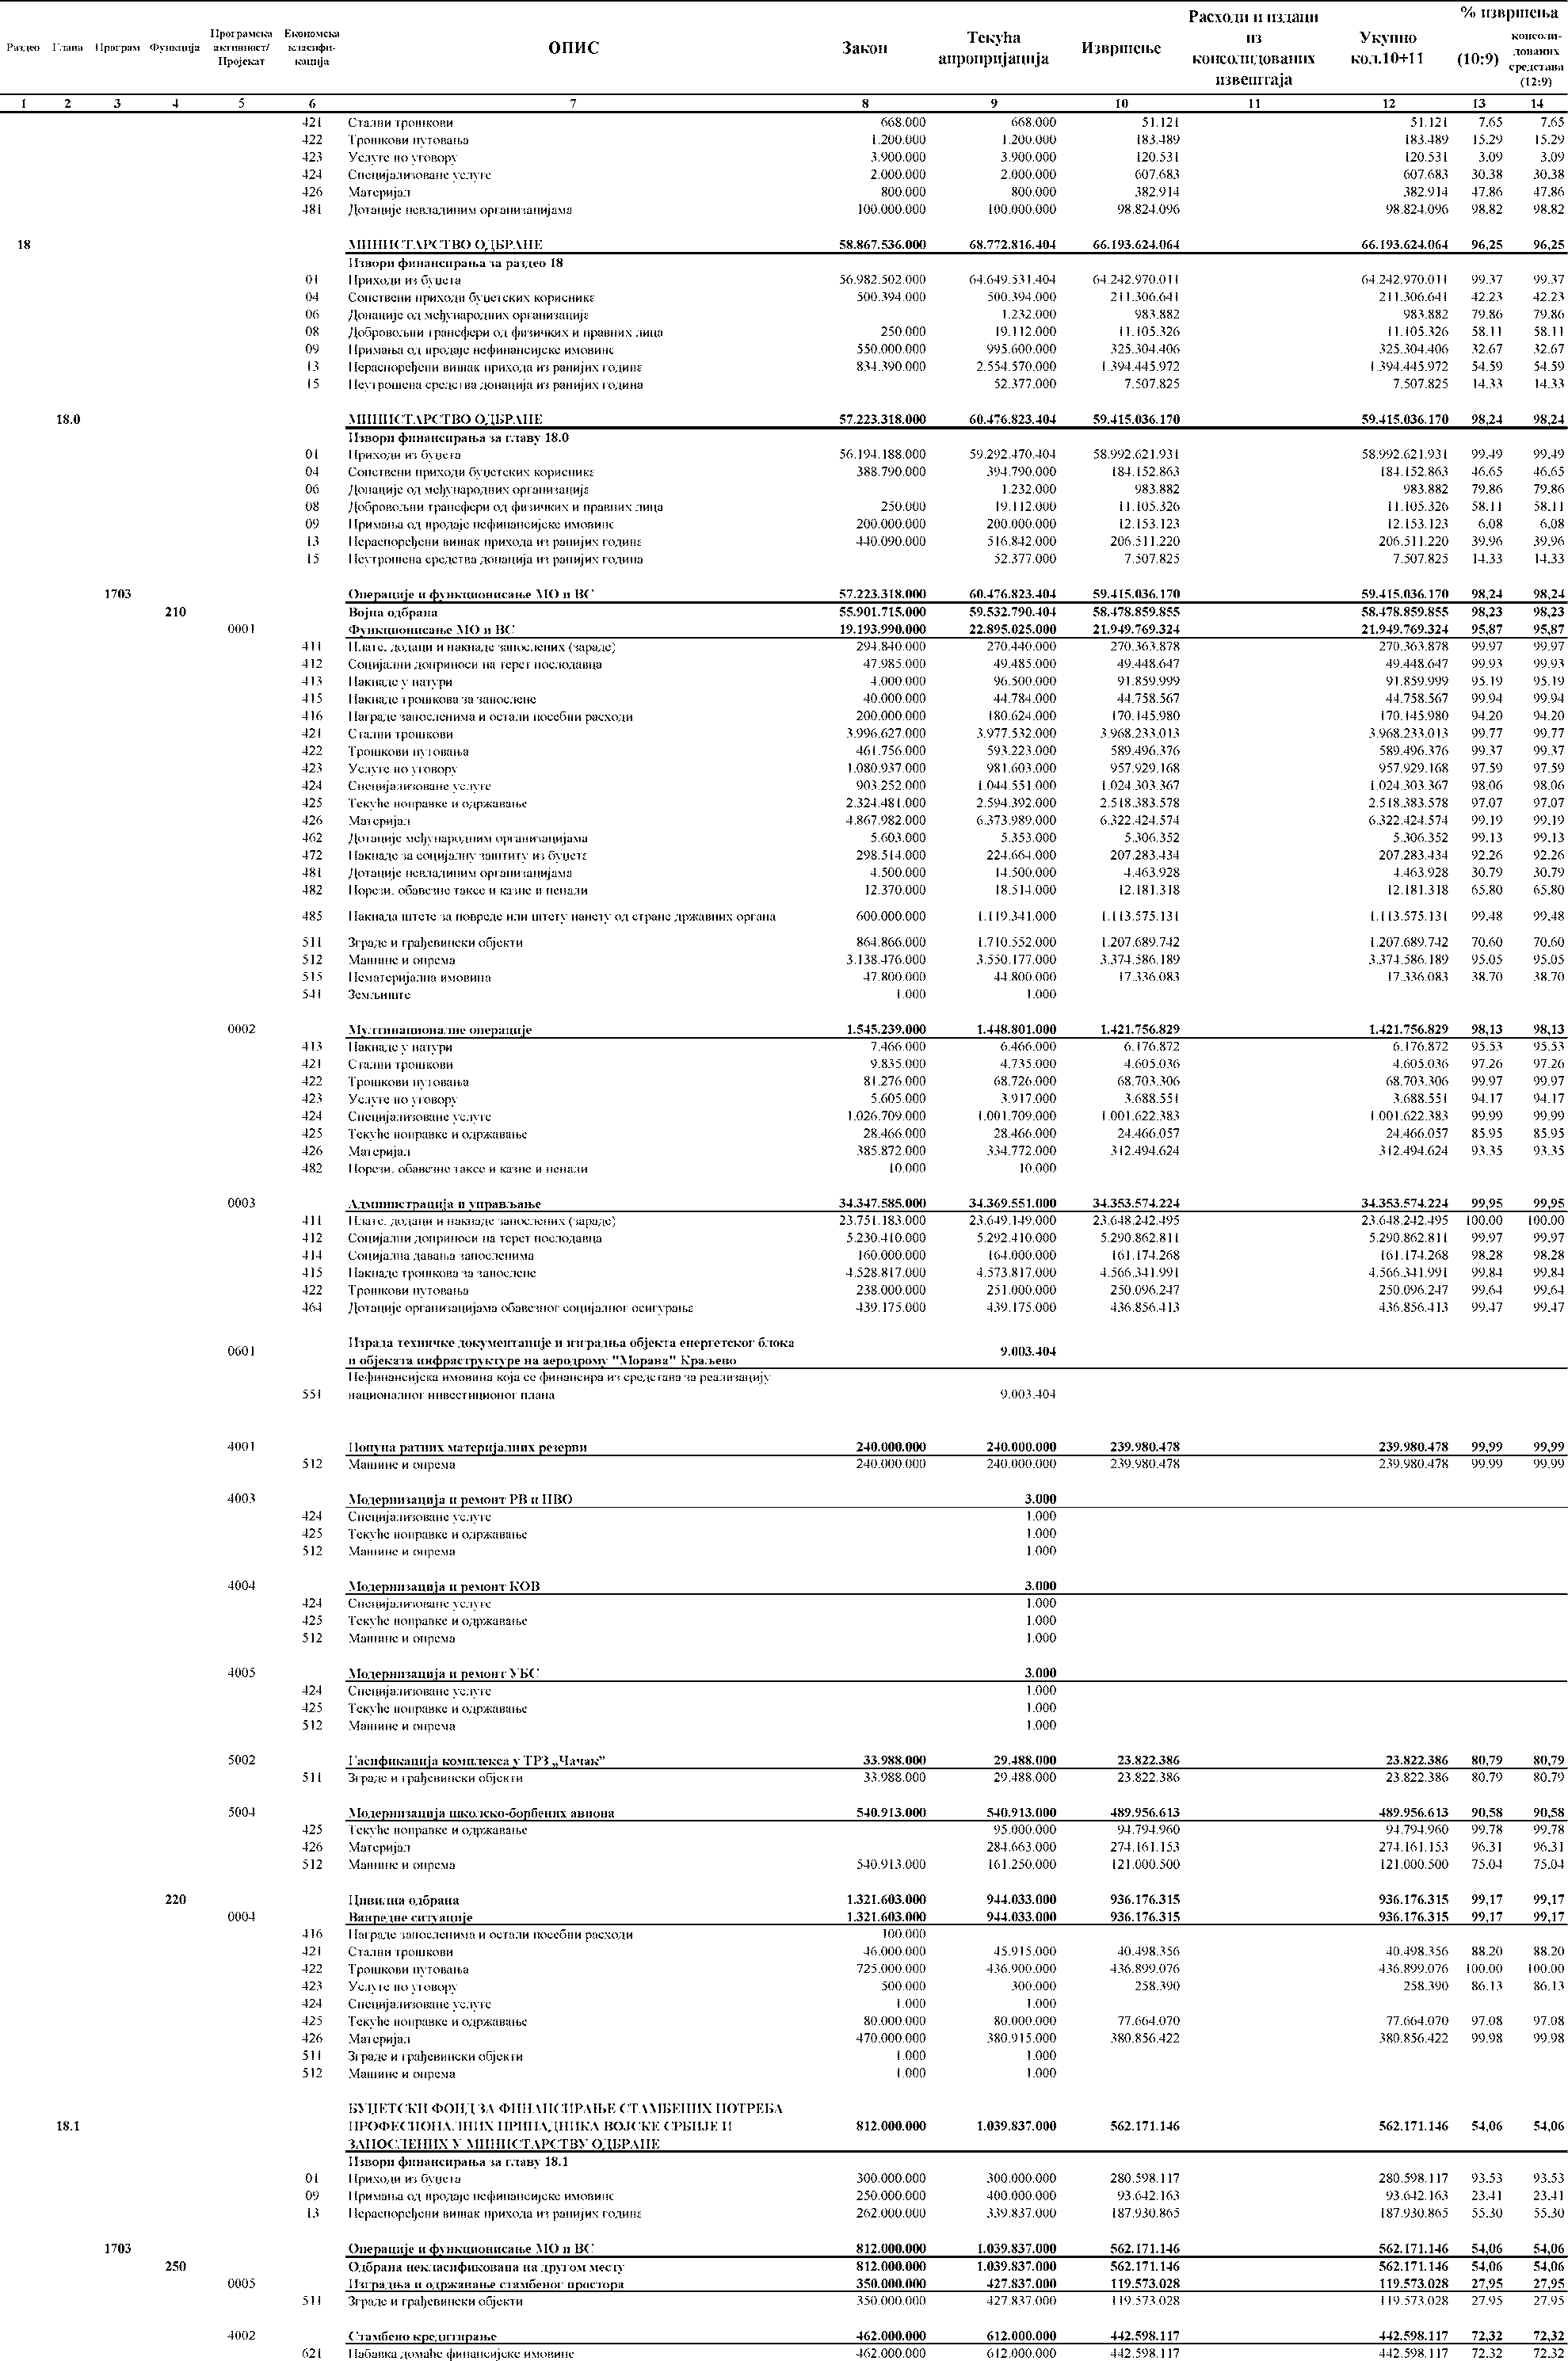 Раздео Глава Програм Функција Програмска активност/ Пројекат Економска класифи-кација ОПИС Закон Текућа апропријација Извршење Расходи и издаци из консолидованих извештаја Укупно кол.10+11 % извршења (10:9) консоли-дованих средстава (12:9)
1 2 3 4 5 6 7 8 9 10 11 12 13 14
421 Стални трошкови 668.000 668.000 51.121 51.121 7.65 7.65
422 Трошкови путовања 1.200.000 1.200.000 183.489 183.489 15.29 15.29
423 Услуге по уговору 3.900.000 3.900.000 120.531 120.531 3.09 3.09
424 Специјализоване услуге 2.000.000 2.000.000 607.683 607.683 30.38 30.38
426 Материјал 800.000 800.000 382.914 382.914 47.86 47.86
481 Дотације невладиним организацијама 100.000.000 100.000.000 98.824.096 98.824.096 98.82 98.82
18 МИНИСТАРСТВО ОДБРАНЕ 58.867.536.000 68.772.816.404 66.193.624.064 66.193.624.064 96,25 96,25
Извори финансирања за раздео 18
01 Приходи из буџета 56.982.502.000 64.649.531.404 64.242.970.011 64.242.970.011 99.37 99.37
04 Сопствени приходи буџетских корисника 500.394.000 500.394.000 211.306.641 211.306.641 42.23 42.23
06 Донације од међународних организација 1.232.000 983.882 983.882 79.86 79.86
08 Добровољни трансфери од физичких и правних лица 250.000 19.112.000 11.105.326 11.105.326 58.11 58.11
09 Примања од продаје нефинансијске имовине 550.000.000 995.600.000 325.304.406 325.304.406 32.67 32.67
13 Нераспоређени вишак прихода из ранијих година 834.390.000 2.554.570.000 1.394.445.972 1.394.445.972 54.59 54.59
15 Неутрошена средства донација из ранијих година 52.377.000 7.507.825 7.507.825 14.33 14.33
18.0 МИНИСТАРСТВО ОДБРАНЕ 57.223.318.000 60.476.823.404 59.415.036.170 59.415.036.170 98,24 98,24
Извори финансирања за главу 18.0
01 Приходи из буџета 56.194.188.000 59.292.470.404 58.992.621.931 58.992.621.931 99.49 99.49
04 Сопствени приходи буџетских корисника 388.790.000 394.790.000 184.152.863 184.152.863 46.65 46.65
06 Донације од међународних организација 1.232.000 983.882 983.882 79.86 79.86
08 Добровољни трансфери од физичких и правних лица 250.000 19.112.000 11.105.326 11.105.326 58.11 58.11
09 Примања од продаје нефинансијске имовине 200.000.000 200.000.000 12.153.123 12.153.123 6.08 6.08
13 Нераспоређени вишак прихода из ранијих година 440.090.000 516.842.000 206.511.220 206.511.220 39.96 39.96
15 Неутрошена средства донација из ранијих година 52.377.000 7.507.825 7.507.825 14.33 14.33
1703 Операције и функционисање МО и ВС 57.223.318.000 60.476.823.404 59.415.036.170 59.415.036.170 98,24 98,24
210 Војна одбрана 55.901.715.000 59.532.790.404 58.478.859.855 58.478.859.855 98,23 98,23
0001 Функционисање МО и ВС 19.193.990.000 22.895.025.000 21.949.769.324 21.949.769.324 95,87 95,87
411 Плате, додаци и накнаде запослених (зараде) 294.840.000 270.440.000 270.363.878 270.363.878 99.97 99.97
412 Социјални доприноси на терет послодавца 47.985.000 49.485.000 49.448.647 49.448.647 99.93 99.93
413 Накнаде у натури 4.000.000 96.500.000 91.859.999 91.859.999 95.19 95.19
415 Накнаде трошкова за запослене 40.000.000 44.784.000 44.758.567 44.758.567 99.94 99.94
416 Награде запосленима и остали посебни расходи 200.000.000 180.624.000 170.145.980 170.145.980 94.20 94.20
421 Стални трошкови 3.996.627.000 3.977.532.000 3.968.233.013 3.968.233.013 99.77 99.77
422 Трошкови путовања 461.756.000 593.223.000 589.496.376 589.496.376 99.37 99.37
423 Услуге по уговору 1.080.937.000 981.603.000 957.929.168 957.929.168 97.59 97.59
424 Специјализоване услуге 903.252.000 1.044.551.000 1.024.303.367 1.024.303.367 98.06 98.06
425 Текуће поправке и одржавање 2.324.481.000 2.594.392.000 2.518.383.578 2.518.383.578 97.07 97.07
426 Материјал 4.867.982.000 6.373.989.000 6.322.424.574 6.322.424.574 99.19 99.19
462 Дотације међународним организацијама 5.603.000 5.353.000 5.306.352 5.306.352 99.13 99.13
472 Накнаде за социјалну заштиту из буџета 298.514.000 224.664.000 207.283.434 207.283.434 92.26 92.26
481 Дотације невладиним организацијама 4.500.000 14.500.000 4.463.928 4.463.928 30.79 30.79
482 Порези, обавезне таксе и казне и пенали 12.370.000 18.514.000 12.181.318 12.181.318 65.80 65.80
485 Накнада штете за повреде или штету нанету од стране државних органа 600.000.000 1.119.341.000 1.113.575.131 1.113.575.131 99.48 99.48
511 Зграде и грађевински објекти 864.866.000 1.710.552.000 1.207.689.742 1.207.689.742 70.60 70.60
512 Машине и опрема 3.138.476.000 3.550.177.000 3.374.586.189 3.374.586.189 95.05 95.05
515 Нематеријална имовина 47.800.000 44.800.000 17.336.083 17.336.083 38.70 38.70
541 Земљиште 1.000 1.000
0002 Мултинационалне операције 1.545.239.000 1.448.801.000 1.421.756.829 1.421.756.829 98,13 98,13
413 Накнаде у натури 7.466.000 6.466.000 6.176.872 6.176.872 95.53 95.53
421 Стални трошкови 9.835.000 4.735.000 4.605.036 4.605.036 97.26 97.26
422 Трошкови путовања 81.276.000 68.726.000 68.703.306 68.703.306 99.97 99.97
423 Услуге по уговору 5.605.000 3.917.000 3.688.551 3.688.551 94.17 94.17
424 Специјализоване услуге 1.026.709.000 1.001.709.000 1.001.622.383 1.001.622.383 99.99 99.99
425 Текуће поправке и одржавање 28.466.000 28.466.000 24.466.057 24.466.057 85.95 85.95
426 Материјал 385.872.000 334.772.000 312.494.624 312.494.624 93.35 93.35
482 Порези, обавезне таксе и казне и пенали 10.000 10.000
0003 Администрација и управљање 34.347.585.000 34.369.551.000 34.353.574.224 34.353.574.224 99,95 99,95
411 Плате, додаци и накнаде запослених (зараде) 23.751.183.000 23.649.149.000 23.648.242.495 23.648.242.495 100.00 100.00
412 Социјални доприноси на терет послодавца 5.230.410.000 5.292.410.000 5.290.862.811 5.290.862.811 99.97 99.97
414 Социјална давања запосленима 160.000.000 164.000.000 161.174.268 161.174.268 98.28 98.28
415 Накнаде трошкова за запослене 4.528.817.000 4.573.817.000 4.566.341.991 4.566.341.991 99.84 99.84
422 Трошкови путовања 238.000.000 251.000.000 250.096.247 250.096.247 99.64 99.64
464 Дотације организацијама обавезног социјалног осигурања 439.175.000 439.175.000 436.856.413 436.856.413 99.47 99.47
0601 Израда техничке документације и изградња објекта енергетског блока и објеката инфраструктуре на аеродрому "Морава" Краљево 9.003.404
551 Нефинансијска имовина која се финансира из средстава за реализацију националног инвестиционог плана 9.003.404
4001 Попуна ратних материјалних резерви 240.000.000 240.000.000 239.980.478 239.980.478 99,99 99,99
512 Машине и опрема 240.000.000 240.000.000 239.980.478 239.980.478 99.99 99.99
4003 Модернизација и ремонт РВ и ПВО 3.000
424 Специјализоване услуге 1.000
425 Текуће поправке и одржавање 1.000
512 Машине и опрема 1.000
4004 Модернизација и ремонт КОВ 3.000
424 Специјализоване услуге 1.000
425 Текуће поправке и одржавање 1.000
512 Машине и опрема 1.000
4005 Модернизација и ремонт УБС 3.000
424 Специјализоване услуге 1.000
425 Текуће поправке и одржавање 1.000
512 Машине и опрема 1.000
5002 Гасификација комплекса у ТРЗ „Чачак” 33.988.000 29.488.000 23.822.386 23.822.386 80,79 80,79
511 Зграде и грађевински објекти 33.988.000 29.488.000 23.822.386 23.822.386 80.79 80.79
5004 Модернизација школско-борбених авиона 540.913.000 540.913.000 489.956.613 489.956.613 90,58 90,58
425 Текуће поправке и одржавање 95.000.000 94.794.960 94.794.960 99.78 99.78
426 Материјал 284.663.000 274.161.153 274.161.153 96.31 96.31
512 Машине и опрема 540.913.000 161.250.000 121.000.500 121.000.500 75.04 75.04
220 Цивилна одбрана 1.321.603.000 944.033.000 936.176.315 936.176.315 99,17 99,17
0004 Ванредне ситуације 1.321.603.000 944.033.000 936.176.315 936.176.315 99,17 99,17
416 Награде запосленима и остали посебни расходи 100.000
421 Стални трошкови 46.000.000 45.915.000 40.498.356 40.498.356 88.20 88.20
422 Трошкови путовања 725.000.000 436.900.000 436.899.076 436.899.076 100.00 100.00
423 Услуге по уговору 500.000 300.000 258.390 258.390 86.13 86.13
424 Специјализоване услуге 1.000 1.000
425 Текуће поправке и одржавање 80.000.000 80.000.000 77.664.070 77.664.070 97.08 97.08
426 Материјал 470.000.000 380.915.000 380.856.422 380.856.422 99.98 99.98
511 Зграде и грађевински објекти 1.000 1.000
512 Машине и опрема 1.000 1.000
18.1 БУЏЕТСКИ ФОНД ЗА ФИНАНСИРАЊЕ СТАМБЕНИХ ПОТРЕБА ПРОФЕСИОНАЛНИХ ПРИПАДНИКА ВОЈСКЕ СРБИЈЕ И ЗАПОСЛЕНИХ У МИНИСТАРСТВУ ОДБРАНЕ 812.000.000 1.039.837.000 562.171.146 562.171.146 54,06 54,06
Извори финансирања за главу 18.1
01 Приходи из буџета 300.000.000 300.000.000 280.598.117 280.598.117 93.53 93.53
09 Примања од продаје нефинансијске имовине 250.000.000 400.000.000 93.642.163 93.642.163 23.41 23.41
13 Нераспоређени вишак прихода из ранијих година 262.000.000 339.837.000 187.930.865 187.930.865 55.30 55.30
1703 Операције и функционисање МО и ВС 812.000.000 1.039.837.000 562.171.146 562.171.146 54,06 54,06
250 Одбрана некласификована на другом месту 812.000.000 1.039.837.000 562.171.146 562.171.146 54,06 54,06
0005 Изградња и одржавање стамбеног простора 350.000.000 427.837.000 119.573.028 119.573.028 27,95 27,95
511 Зграде и грађевински објекти 350.000.000 427.837.000 119.573.028 119.573.028 27.95 27.95
4002 Стамбено кредитирање 462.000.000 612.000.000 442.598.117 442.598.117 72,32 72,32
621 Набавка домаће финансијске имовине 462.000.000 612.000.000 442.598.117 442.598.117 72.32 72.32